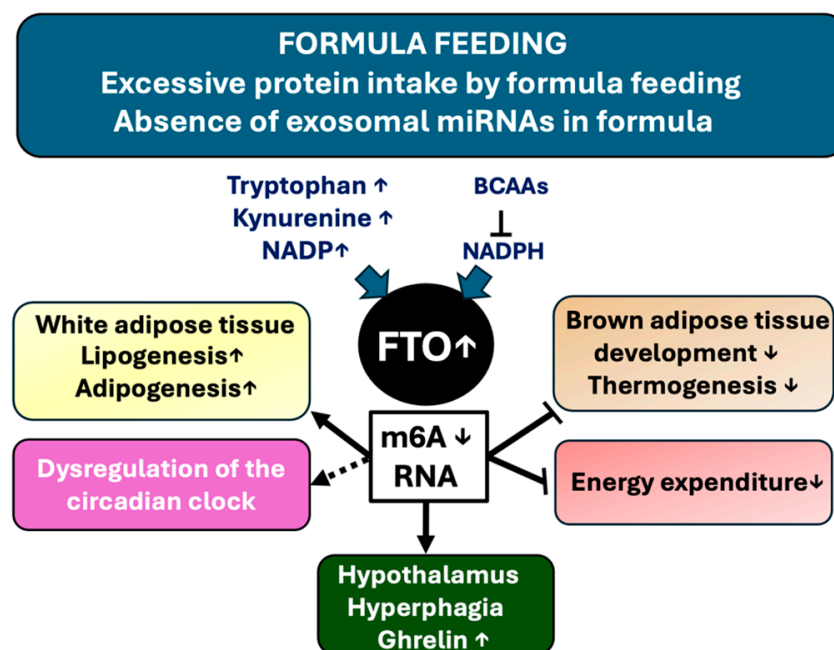 FORMULA FEEDING
Excessive protein intake by formula feeding
Absence of exosomal miRNAs in formula
Tryptophan ↑
Kynurenine ↑
NADP↑
BCAAs
NADPH
FTO↑
White adipose tissue
Lipogenesis↑
Adipogenesis↑
Brown adipose tissue
development ↓
Thermogenesis ↓
m6A ↓
RNA
Dysregulation of the
circadian clock
Energy expenditure↓
Hypothalamus
Hyperphagia
Ghrelin ↑